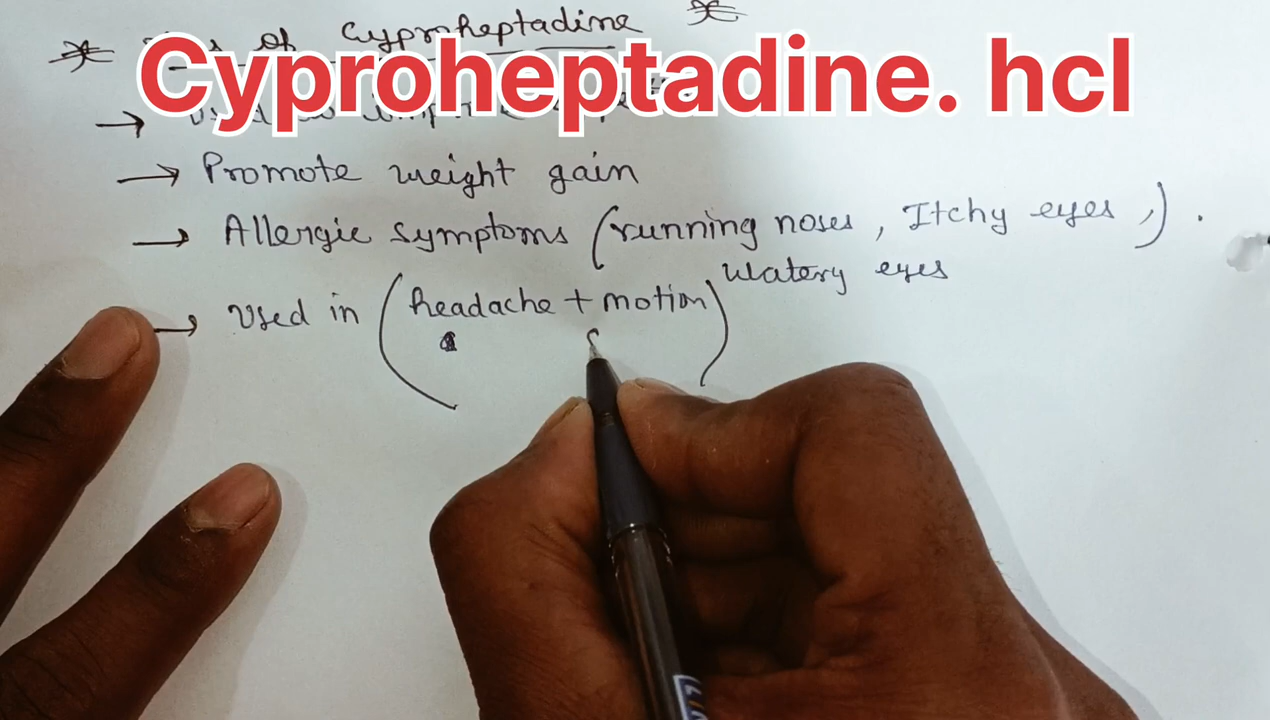 of Cyproheptadine
Cyproheptadine. hcl
→ Used
→ Promote weight gain
→ Allergic symptoms (running noses, Itchy eyes,).
watery eyes
→ Used in (headache + motion)